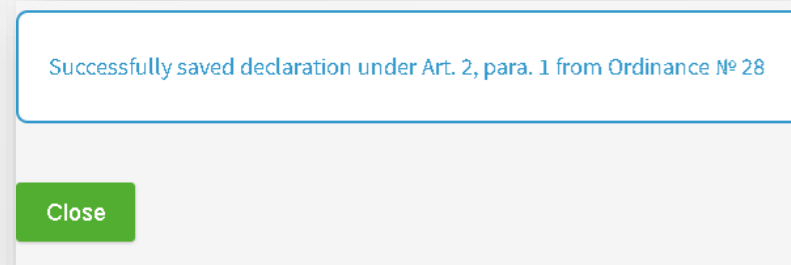 Successfully saved declaration under Art. 2, para. 1 from Ordinance № 28
Close